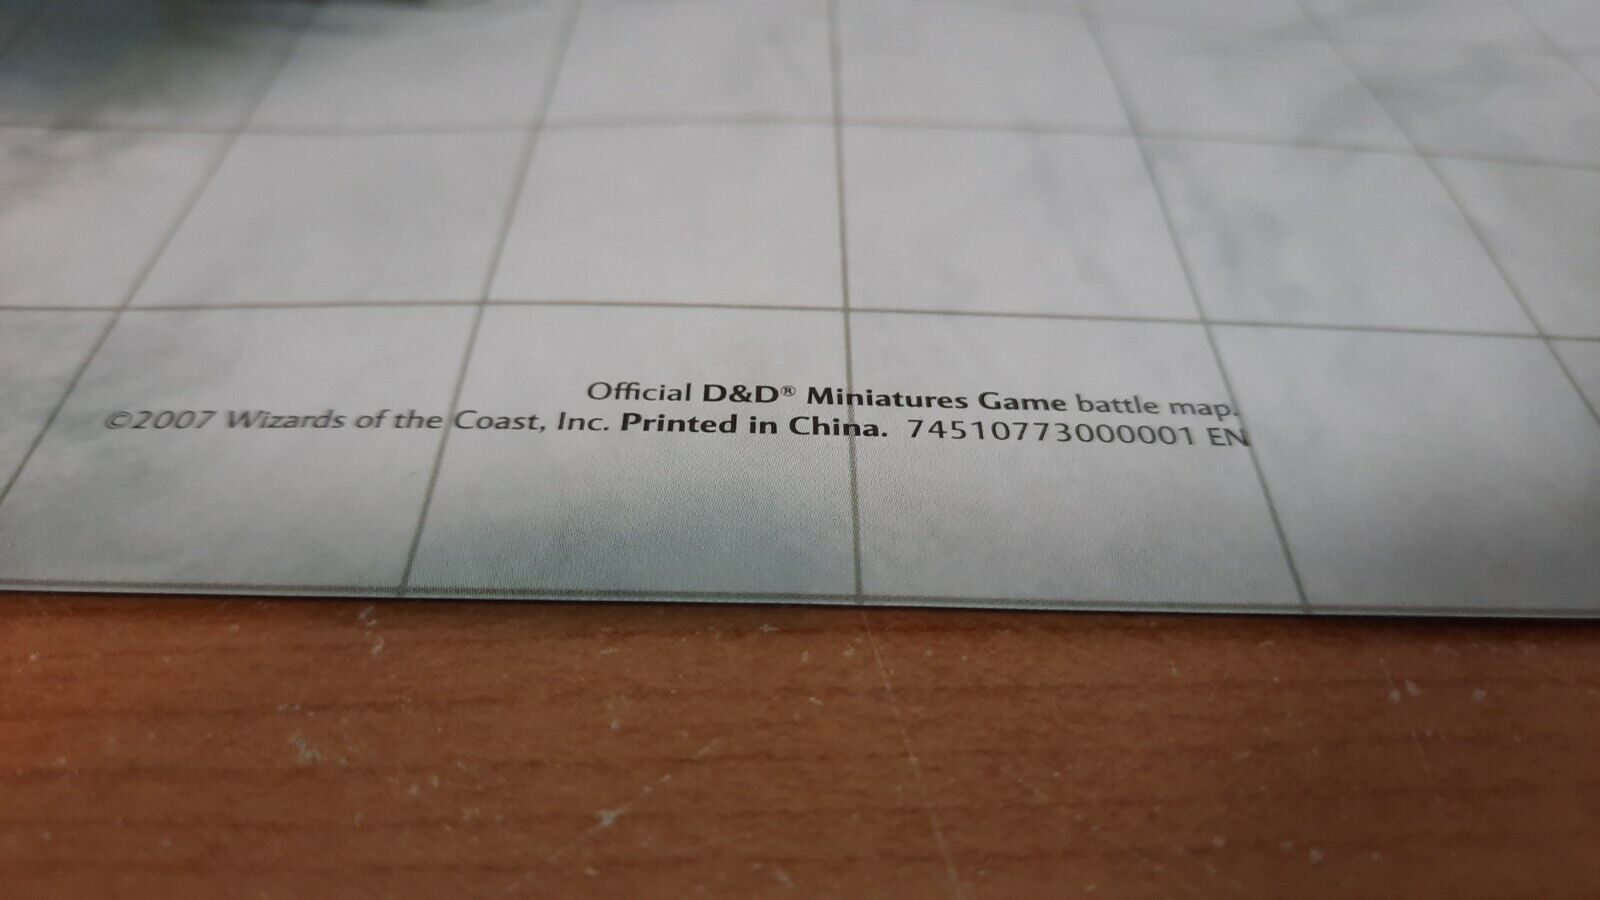 Official D&D® Miniatures Game battle map.
©2007 Wizards of the Coast, Inc. Printed in China. 74510773000001 EN